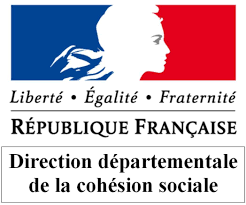 Liberté • Égalité • Fraternité
RÉPUBLIQUE FRANÇAISE
Direction départementale
de la cohésion sociale